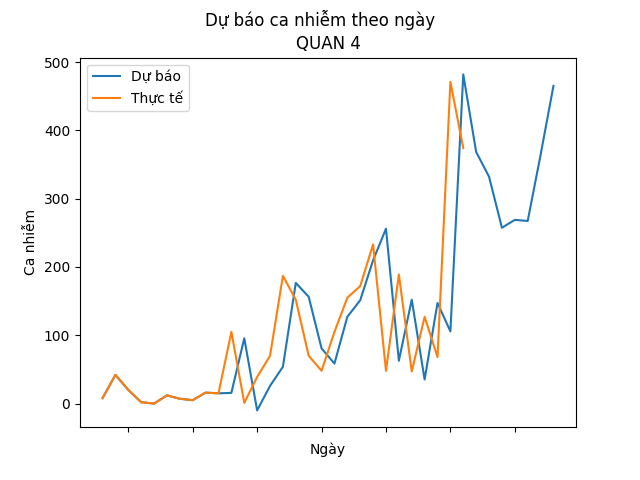 Dự báo ca nhiễm theo ngày
QUAN 4
500
400
300
200
100
0
Ca nhiễm
Dự báo
Thực tế
Ngày